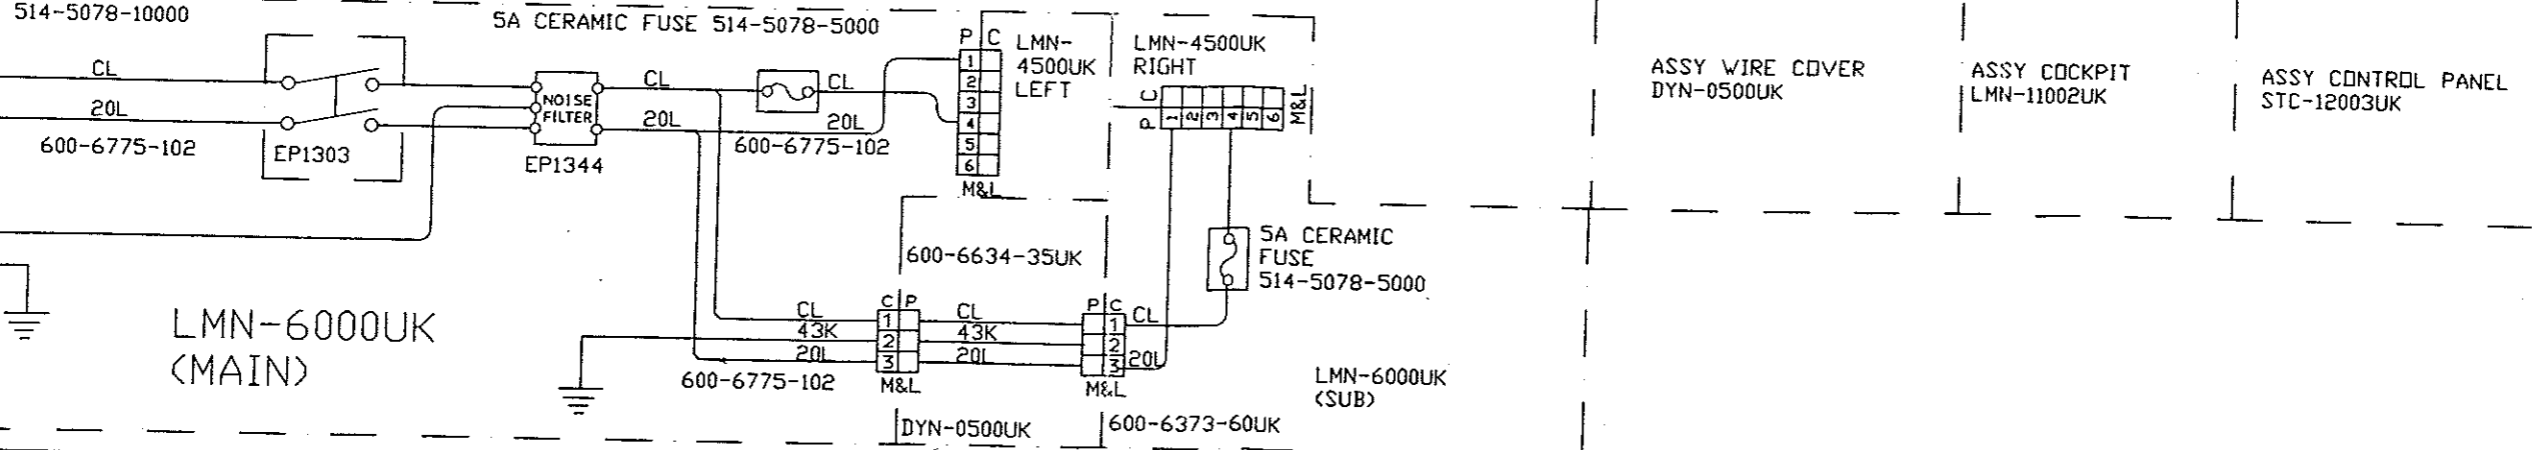 514-5078-10000
5A CERAMIC FUSE 514-5078-5000
CL
20L
600-6775-102
EP1303
NOISE
FILTER
EP1344
CL
20L
CL
20L
600-6775-102
P C
1
2
3
4
5
6
M&L
LMN-
4500UK
LEFT
LMN-4500UK
RIGHT
P C
1 2 3 4 5 6
M&L
ASSY WIRE COVER
DYN-0500UK
ASSY COCKPIT
LMN-11002UK
ASSY CONTROL PANEL
STC-12003UK
5A CERAMIC
FUSE
514-5078-5000
600-6634-35UK
LMN-6000UK
(MAIN)
CL
43K
20L
600-6775-102
C P
1
2
3
M&L
CL
43K
20L
P C
1
2
3
M&L
CL
20L
LMN-6000UK
(SUB)
DYN-0500UK
600-6373-60UK